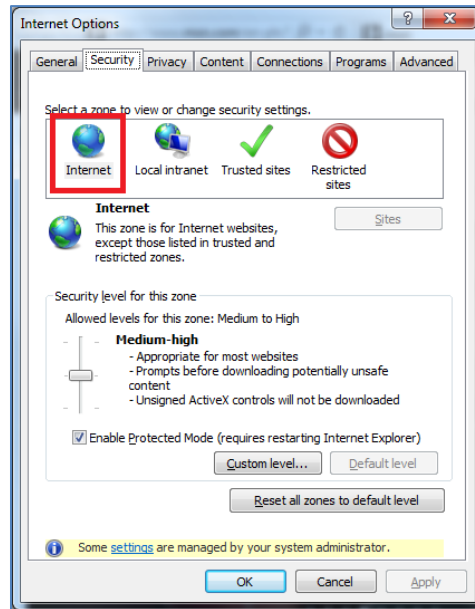 Internet Options
General Security Privacy Content Connections Programs Advanced
Select a zone to view or change security settings.
Internet Local intranet Trusted sites Restricted
sites
Internet
This zone is for Internet websites,
except those listed in trusted and
restricted zones.
Sites
Security level for this zone
Allowed levels for this zone: Medium to High
Medium-high
- Appropriate for most websites
- Prompts before downloading potentially unsafe
content
- Unsigned ActiveX controls will not be downloaded
Enable Protected Mode (requires restarting Internet Explorer)
Custom level... Default level
Reset all zones to default level
Some settings are managed by your system administrator.
OK Cancel Apply